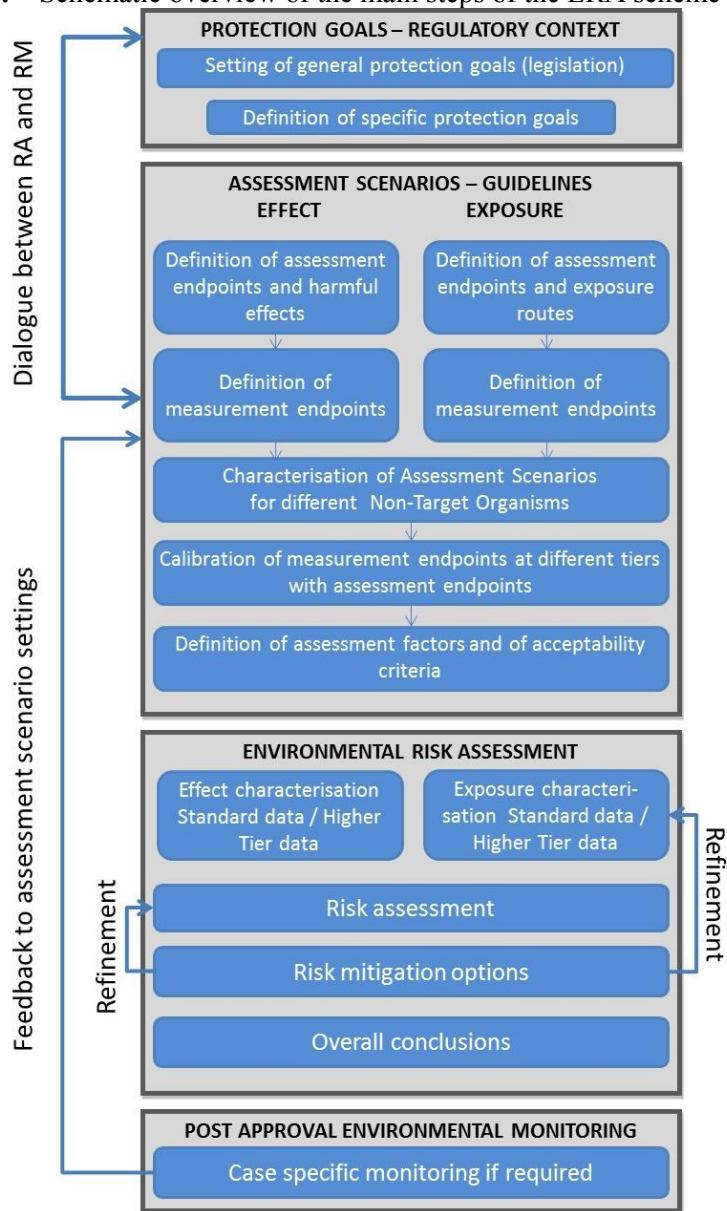 Schematic overview of the main steps of the ERA scheme
PROTECTION GOALS – REGULATORY CONTEXT
Setting of general protection goals (legislation)
Definition of specific protection goals
Dialogue between RA and RM
ASSESSMENT SCENARIOS – GUIDELINES
EFFECT
EXPOSURE
Definition of assessment
endpoints and harmful
effects
Definition of assessment
endpoints and exposure
routes
Definition of
measurement endpoints
Definition of
measurement endpoints
Characterisation of Assessment Scenarios
for different Non-Target Organisms
Calibration of measurement endpoints at different tiers
with assessment endpoints
Definition of assessment factors and of acceptability
criteria
Feedback to assessment scenario settings
ENVIRONMENTAL RISK ASSESSMENT
Effect characterisation
Standard data / Higher
Tier data
Exposure characteri-
sation Standard data /
Higher Tier data
Refinement
Risk assessment
Risk mitigation options
Refinement
Overall conclusions
POST APPROVAL ENVIRONMENTAL MONITORING
Case specific monitoring if required